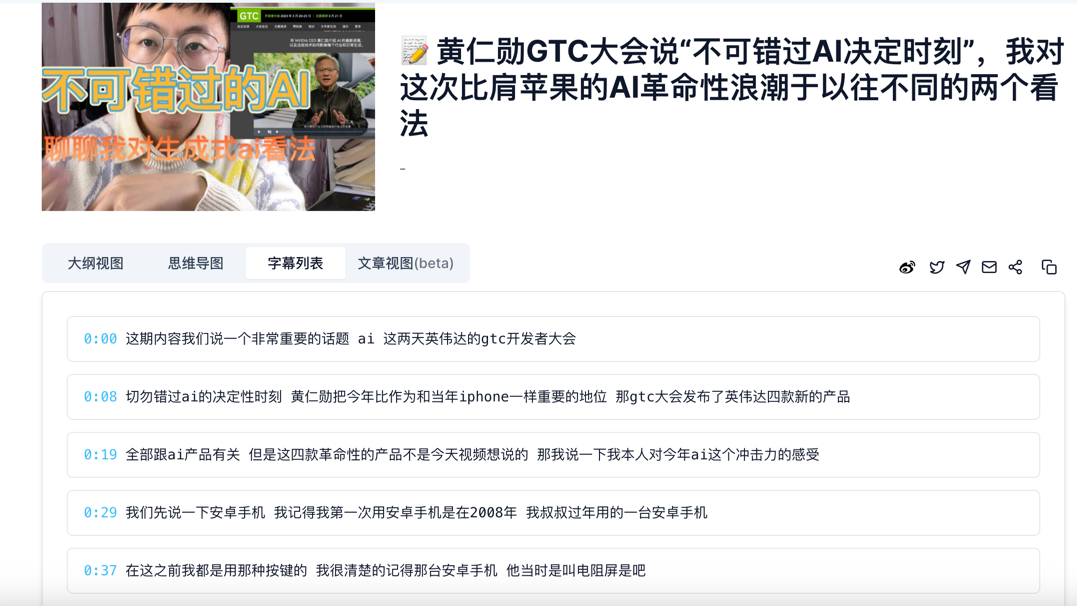 GTC
不可错过的AI
聊聊我对生成式ai看法
黄仁勋GTC大会说“不可错过AI决定时刻”，我对
这次比肩苹果的AI革命性浪潮于以往不同的两个看
法
-
大纲视图 思维导图 字幕列表 文章视图(beta)
0:00 这期内容我们说一个非常重要的话题 ai 这两天英伟达的gtc开发者大会
0:08 切勿错过ai的决定性时刻 黄仁勋把今年比作为和当年iphone一样重要的地位 那gtc大会发布了英伟达四款新的产品
0:19 全部跟ai产品有关 但是这四款革命性的产品不是今天视频想说的 那我说一下我本人对今年ai这个冲击力的感受
0:29 我们先说一下安卓手机 我记得我第一次用安卓手机是在2008年 我叔叔过年用的一台安卓手机
0:37 在这之前我都是用那种按键的 我很清楚的记得那台安卓手机 他当时是叫电阻屏是吧